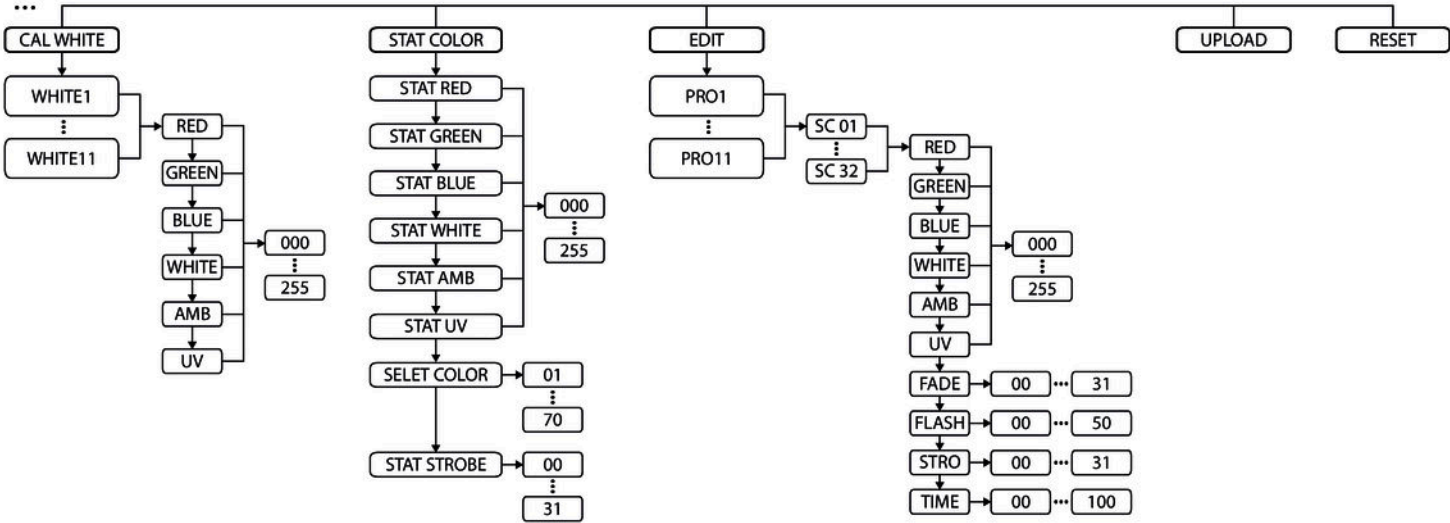 ...
CAL WHITE
STAT COLOR
EDIT
UPLOAD
RESET
WHITE1
WHITE11
RED
GREEN
BLUE
WHITE
AMB
UV
000
255
STAT RED
STAT GREEN
STAT BLUE
STAT WHITE
STAT AMB
STAT UV
000
255
SELET COLOR
01
70
STAT STROBE
00
31
PRO1
PRO11
SC 01
SC 32
RED
GREEN
BLUE
WHITE
AMB
UV
000
255
FADE 00 ... 31
FLASH 00 ... 50
STRO 00 ... 31
TIME 00 ... 100